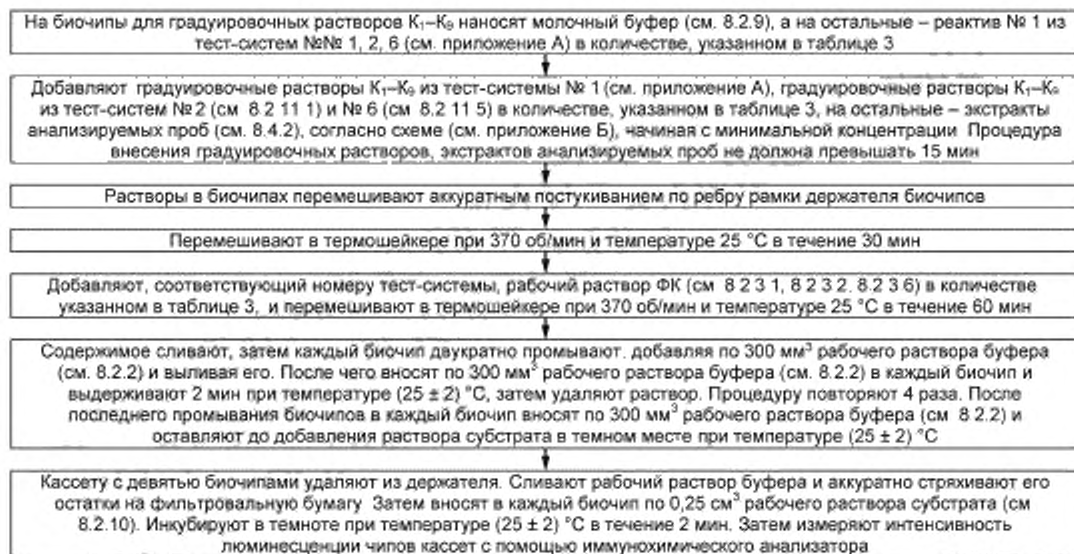 На биочипы для градуировочных растворов K₁–K₉ наносят молочный буфер (см. 8.2.9), а на остальные – реактив № 1 из
тест-систем №№ 1, 2, 6 (см. приложение А) в количестве, указанном в таблице 3
Добавляют градуировочные растворы K₁–K₉ из тест-системы № 1 (см. приложение А), градуировочные растворы K₁–K₉
из тест-систем № 2 (см 8.2 11 1) и № 6 (см. 8.2 11 5) в количестве, указанном в таблице 3, на остальные – экстракты
анализируемых проб (см. 8.4.2), согласно схеме (см. приложение Б), начиная с минимальной концентрации Процедура
внесения градуировочных растворов, экстрактов анализируемых проб не должна превышать 15 мин
Растворы в биочипах перемешивают аккуратным постукиванием по ребру рамки держателя биочипов
Перемешивают в термошейкере при 370 об/мин и температуре 25 °С в течение 30 мин
Добавляют, соответствующий номеру тест-системы, рабочий раствор ФК (см 8 2 3 1, 8 2 3 2. 8.2 3 6) в количестве
указанном в таблице 3, и перемешивают в термошейкере при 370 об/мин и температуре 25 °С в течение 60 мин
Содержимое сливают, затем каждый биочип двукратно промывают. добавляя по 300 мм³ рабочего раствора буфера
(см. 8.2.2) и выливая его. После чего вносят по 300 мм³ рабочего раствора буфера (см. 8.2.2) в каждый биочип и
выдерживают 2 мин при температуре (25 ± 2) °С, затем удаляют раствор. Процедуру повторяют 4 раза. После
последнего промывания биочипов в каждый биочип вносят по 300 мм³ рабочего раствора буфера (см 8.2.2) и
оставляют до добавления раствора субстрата в темном месте при температуре (25 ± 2) °С
Кассету с девятью биочипами удаляют из держателя. Сливают рабочий раствор буфера и аккуратно стряхивают его
остатки на фильтровальную бумагу Затем вносят в каждый биочип по 0,25 см³ рабочего раствора субстрата (см
8.2.10). Инкубируют в темноте при температуре (25 ± 2) °С в течение 2 мин. Затем измеряют интенсивность
люминесценции чипов кассет с помощью иммунохимического анализатора